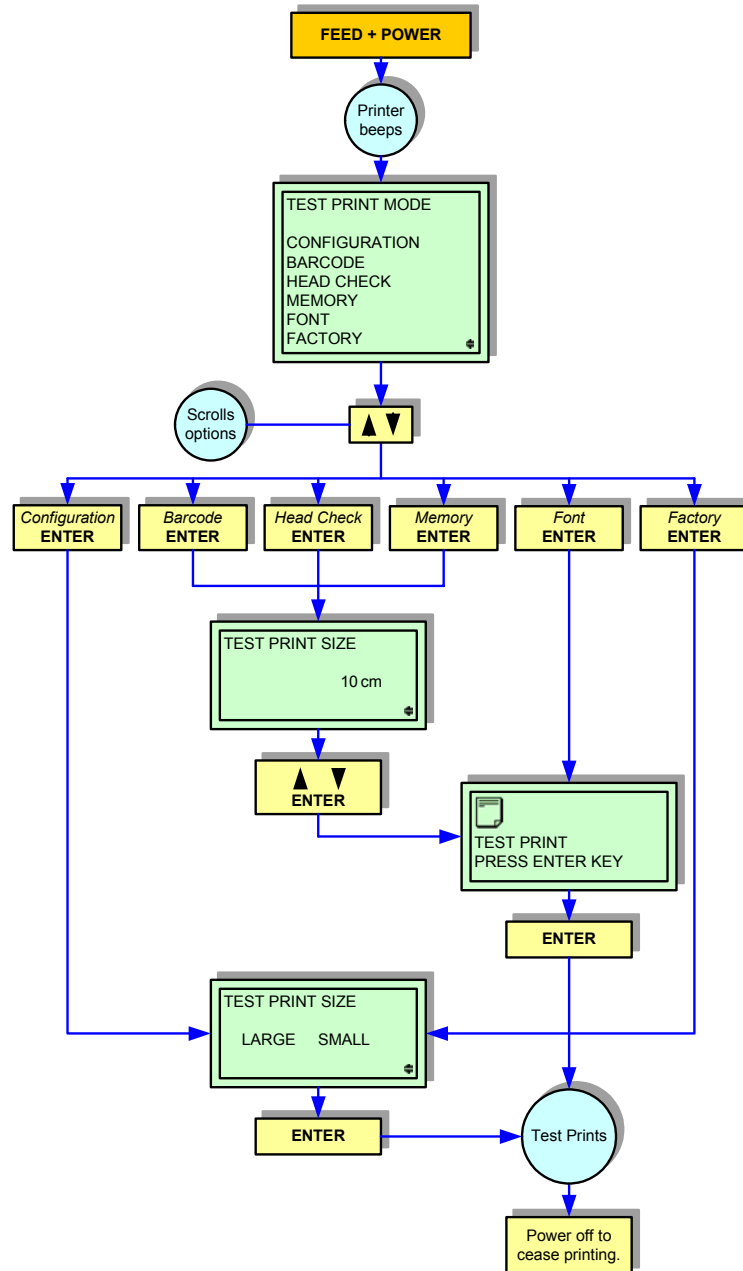 FEED + POWER
Printer
beeps
TEST PRINT MODE
CONFIGURATION
BARCODE
HEAD CHECK
MEMORY
FONT
FACTORY
Scrolls
options
Configuration
ENTER
Barcode
ENTER
Head Check
ENTER
Memory
ENTER
Font
ENTER
Factory
ENTER
TEST PRINT SIZE
10 cm
ENTER
TEST PRINT
PRESS ENTER KEY
ENTER
TEST PRINT SIZE
LARGE SMALL
ENTER
Test Prints
Power off to
cease printing.